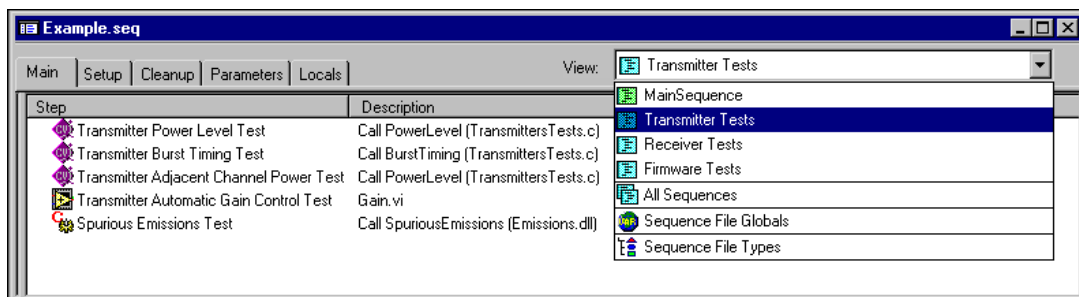 Example.seq
Main Setup Cleanup Parameters Locals View: Transmitter Tests
MainSequence
Transmitter Tests
Receiver Tests
Firmware Tests
All Sequences
Sequence File Globals
Sequence File Types
Step Description
Transmitter Power Level Test Call PowerLevel (TransmittersTests.c)
Transmitter Burst Timing Test Call BurstTiming (TransmittersTests.c)
Transmitter Adjacent Channel Power Test Call PowerLevel (TransmittersTests.c)
Transmitter Automatic Gain Control Test Gain.vi
Spurious Emissions Test Call SpuriousEmissions (Emissions.dll)